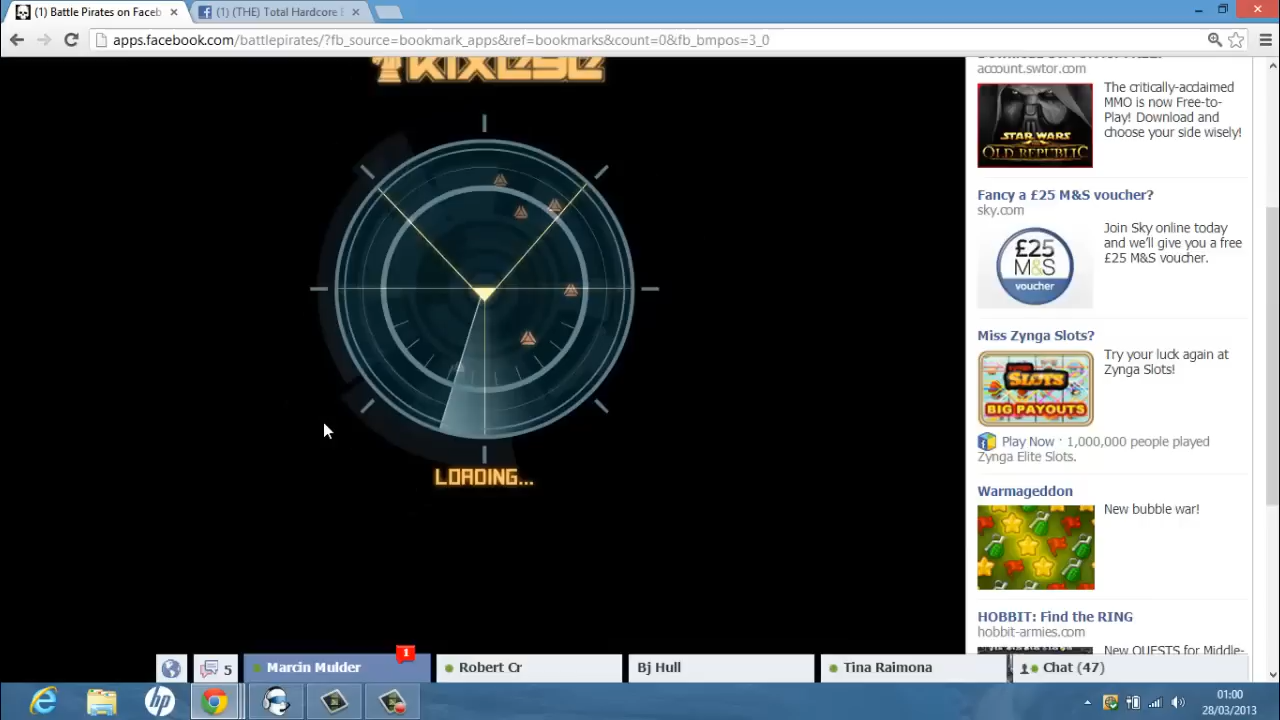 (1) Battle Pirates on Faceb
(1) (THE) Total Hardcore E
apps.facebook.com/battlepirates/?fb_source=bookmark_apps&ref=bookmarks&count=0&fb_bmpos=3_0
KIXEYE
LOADING...
account.swtor.com
The critically-acclaimed
MMO is now Free-to-
Play! Download and
choose your side wisely!
STAR WARS
OLD REPUBLIC
Fancy a £25 M&S voucher?
sky.com
£25
M&S
voucher
Join Sky online today
and we'll give you a free
£25 M&S voucher.
Miss Zynga Slots?
SLOTS
BIG PAYOUTS
Try your luck again at
Zynga Slots!
Play Now · 1,000,000 people played
Zynga Elite Slots.
Warmageddon
New bubble war!
HOBBIT: Find the RING
hobbit-armies.com
New QUESTS for Middle-
5
Marcin Mulder
1
Robert Cr
Bj Hull
Tina Raimona
Chat (47)
hp
01:00
28/03/2013